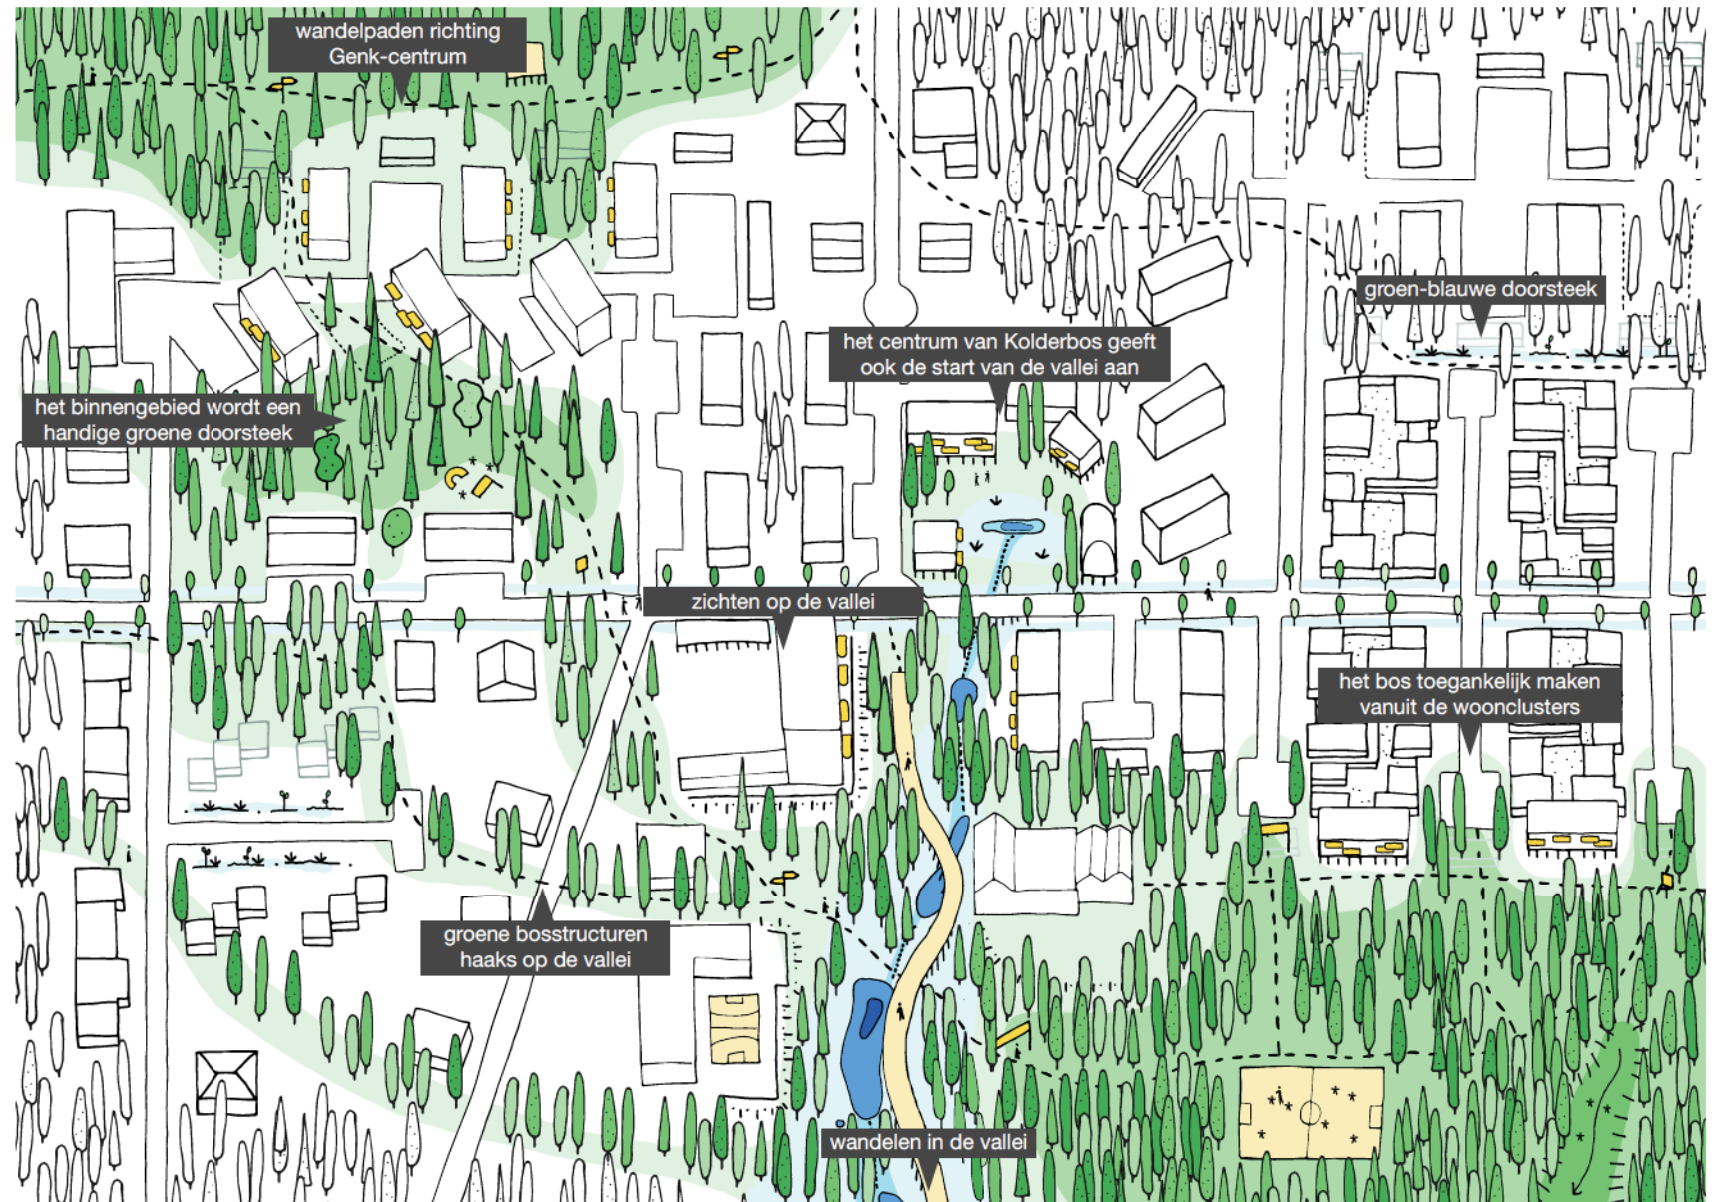 wandelpaden richting
Genk-centrum
groen-blauwe doorsteek
het centrum van Kolderbos geeft
ook de start van de vallei aan
het binnengebied wordt een
handige groene doorsteek
zichten op de vallei
het bos toegankelijk maken
vanuit de woonclusters
groene bosstructuren
haaks op de vallei
wandelen in de vallei